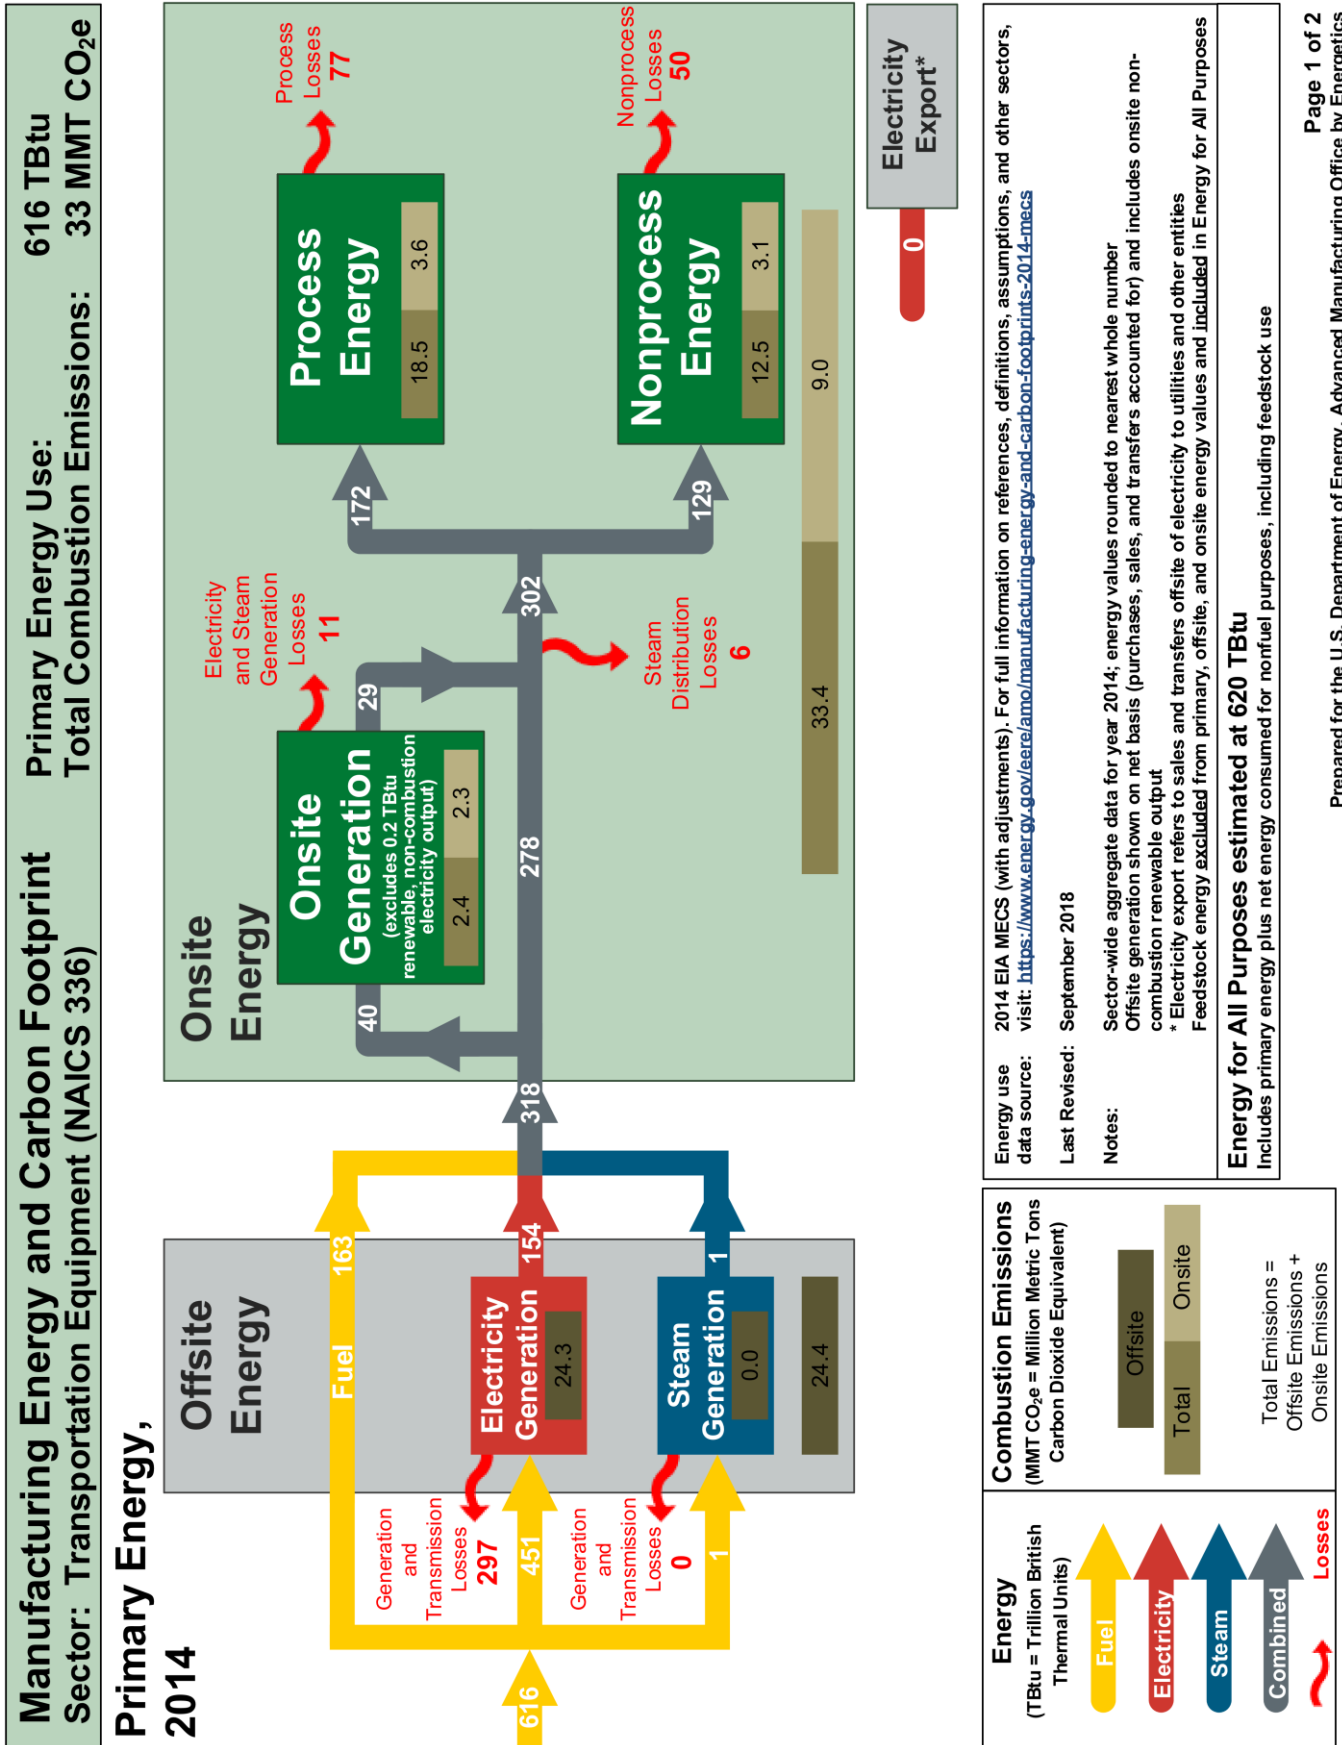 Manufacturing Energy and Carbon Footprint
Sector: Transportation Equipment (NAICS 336)
Primary Energy Use: 616 TBtu
Total Combustion Emissions: 33 MMT CO₂e
Primary Energy,
2014
Offsite
Energy
Onsite
Energy
616
Fuel
163
Generation
and
Transmission
Losses
297
451
Electricity
Generation
24.3
154
Generation
and
Transmission
Losses
0
1
Steam
Generation
0.0
1
24.4
318
40
Onsite
Generation
(excludes 0.2 TBtu
renewable, non-combustion
electricity output)
2.4
2.3
Electricity
and Steam
Generation
Losses
11
29
278
302
Steam
Distribution
Losses
6
172
129
Process
Energy
18.5
3.6
Process
Losses
77
Nonprocess
Energy
12.5
3.1
Nonprocess
Losses
50
33.4
9.0
0
Electricity
Export*
Energy
(TBtu = Trillion British
Thermal Units)
Fuel
Electricity
Steam
Combined
Losses
Combustion Emissions
(MMT CO₂e = Million Metric Tons
Carbon Dioxide Equivalent)
Offsite
Total
Onsite
Total Emissions =
Offsite Emissions +
Onsite Emissions
Energy use
data source:
2014 EIA MECS (with adjustments). For full information on references, definitions, assumptions, and other sectors,
visit: https://www.energy.gov/eere/amo/manufacturing-energy-and-carbon-footprints-2014-mecs
Last Revised: September 2018
Notes:
Sector-wide aggregate data for year 2014; energy values rounded to nearest whole number
Offsite generation shown on net basis (purchases, sales, and transfers accounted for) and includes onsite non-
combustion renewable output
* Electricity export refers to sales and transfers offsite of electricity to utilities and other entities
Feedstock energy excluded from primary, offsite, and onsite energy values and included in Energy for All Purposes
Energy for All Purposes estimated at 620 TBtu
Includes primary energy plus net energy consumed for nonfuel purposes, including feedstock use
Page 1 of 2
Prepared for the U.S. Department of Energy, Advanced Manufacturing Office by Energetics